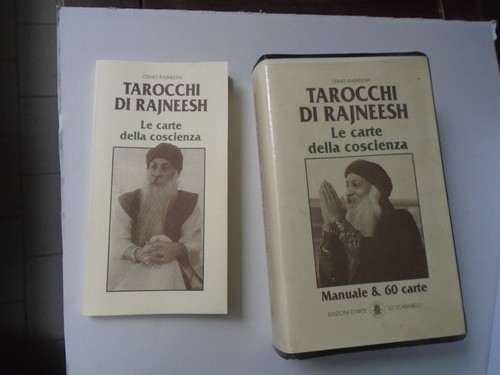 OSHO RAJNEESH
TAROCCHI
DI RAJNEESH
Le carte
della coscienza
OSHO RAJNEESH
TAROCCHI
DI RAJNEESH
Le carte
della coscienza
Manuale & 60 carte
EDIZIONI D'ARTE LO SCARABEO